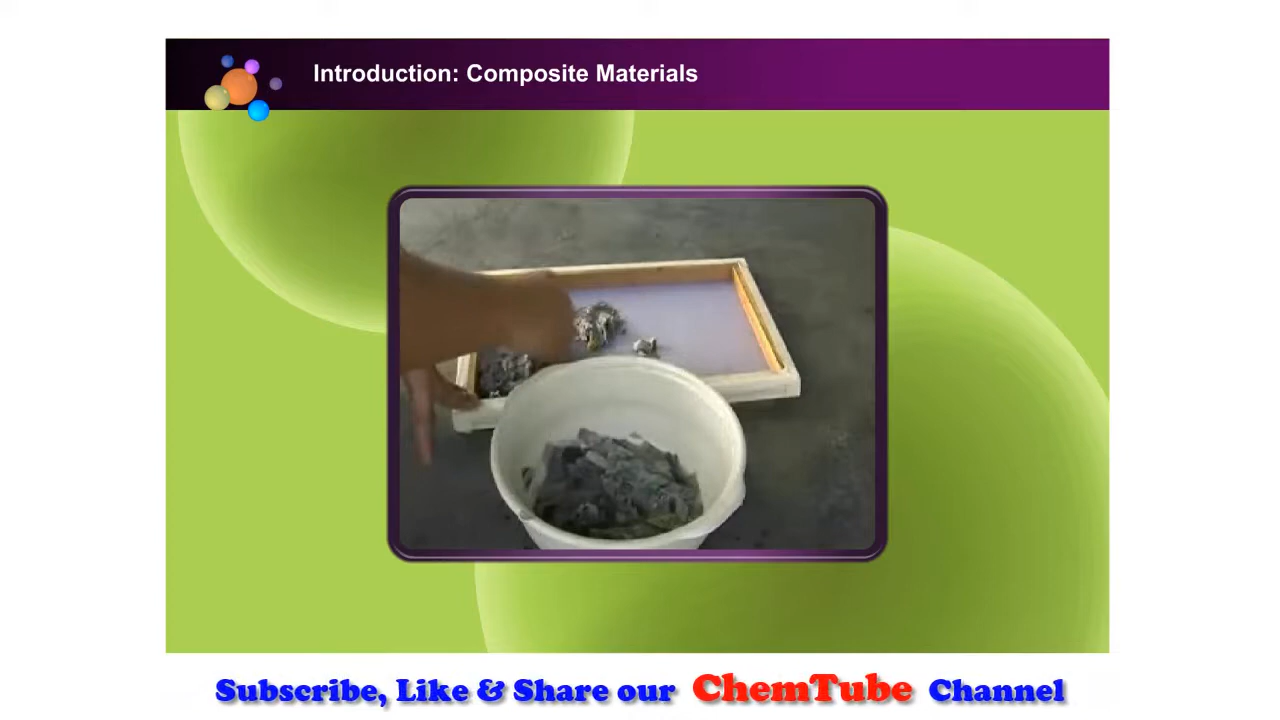 Introduction: Composite Materials
Subscribe, Like & Share our ChemTube Channel